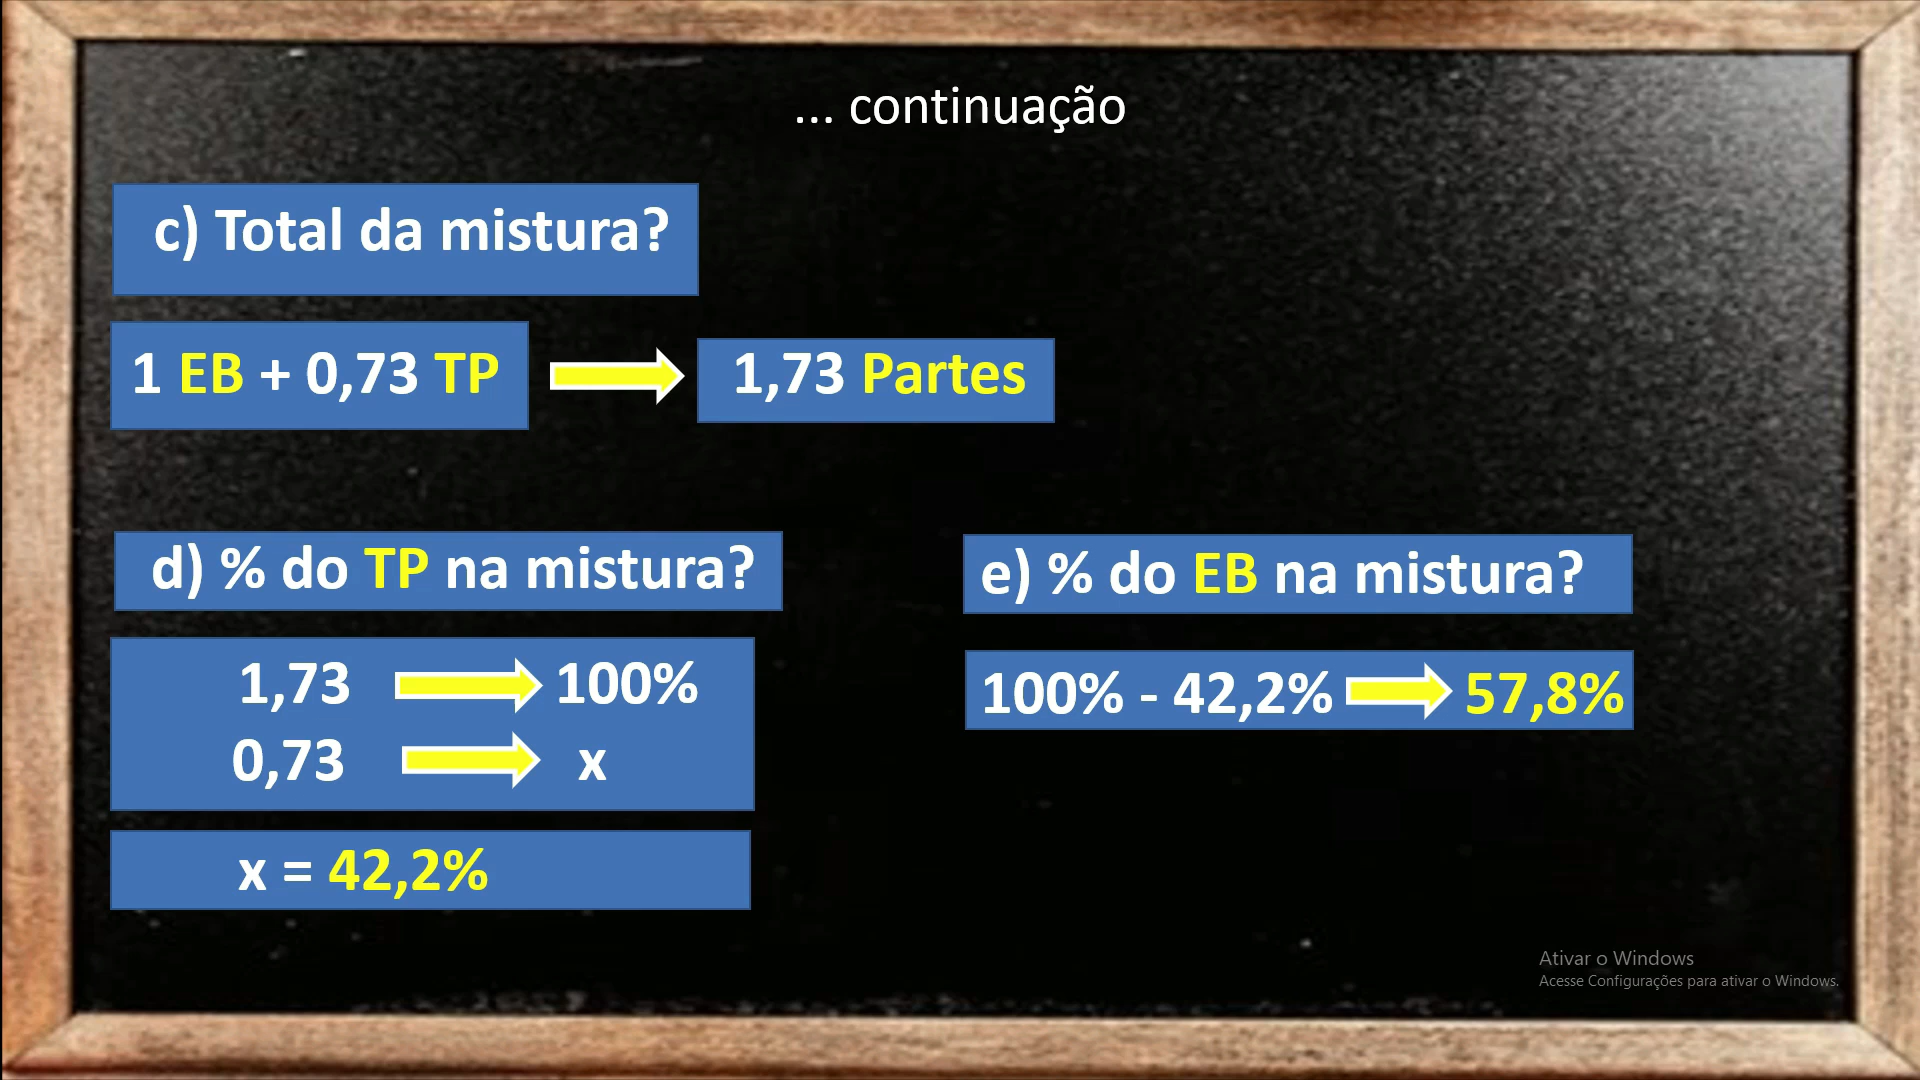 ... continuação
c) Total da mistura?
1 EB + 0,73 TP
1,73 Partes
d) % do TP na mistura?
1,73 100%
0,73 x
x = 42,2%
e) % do EB na mistura?
100% - 42,2% 57,8%
Ativar o Windows
Acesse Configurações para ativar o Windows.